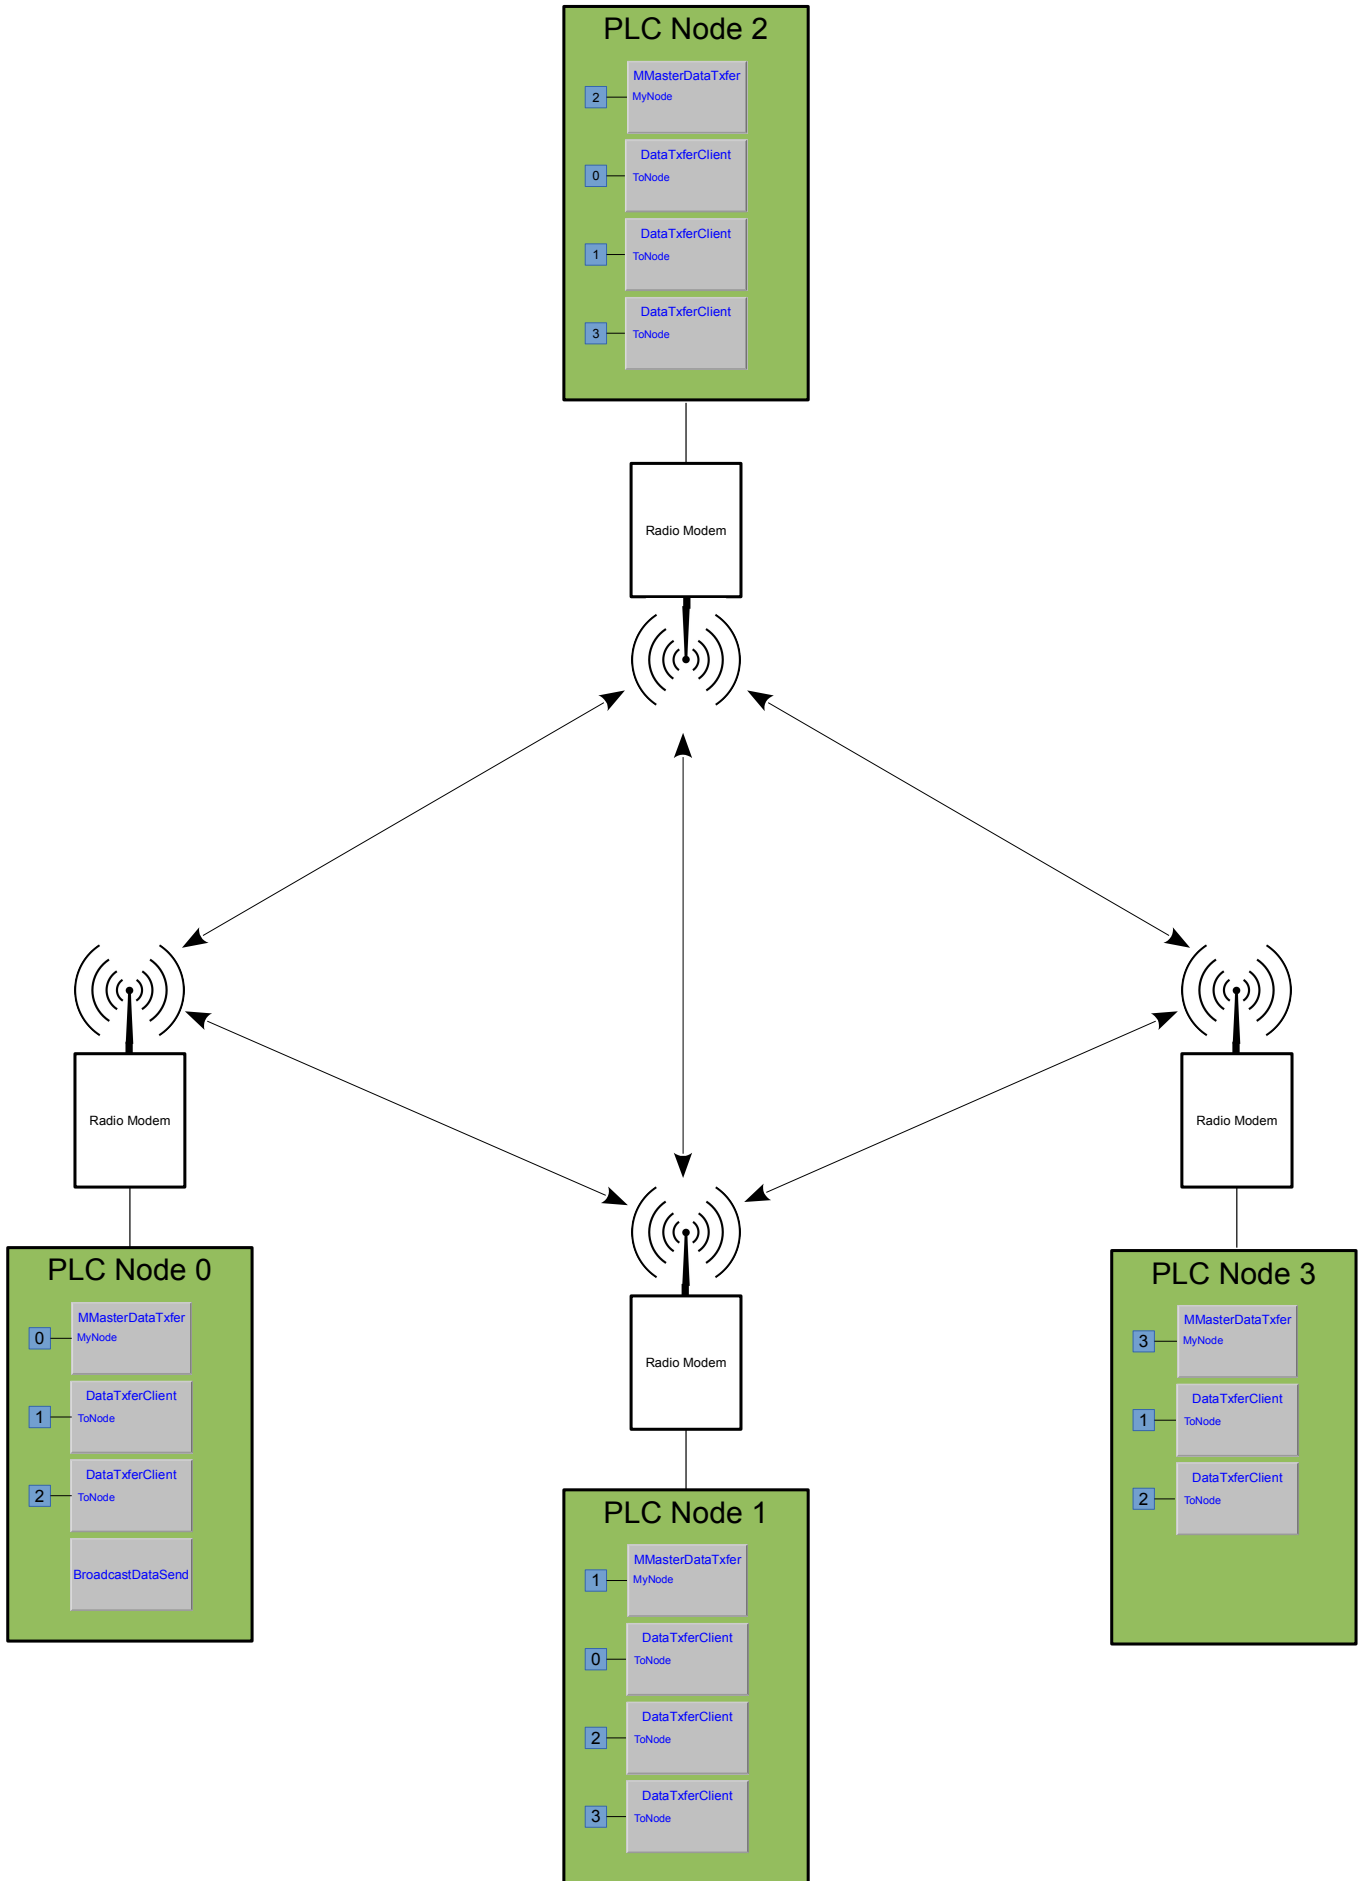 PLC Node 2
MMasterDataTxfer
2
MyNode
DataTxferClient
0
ToNode
DataTxferClient
1
ToNode
DataTxferClient
3
ToNode
Radio Modem
Radio Modem
PLC Node 0
MMasterDataTxfer
0
MyNode
DataTxferClient
1
ToNode
DataTxferClient
2
ToNode
BroadcastDataSend
Radio Modem
PLC Node 1
MMasterDataTxfer
1
MyNode
DataTxferClient
0
ToNode
DataTxferClient
2
ToNode
DataTxferClient
3
ToNode
Radio Modem
PLC Node 3
MMasterDataTxfer
3
MyNode
DataTxferClient
1
ToNode
DataTxferClient
2
ToNode